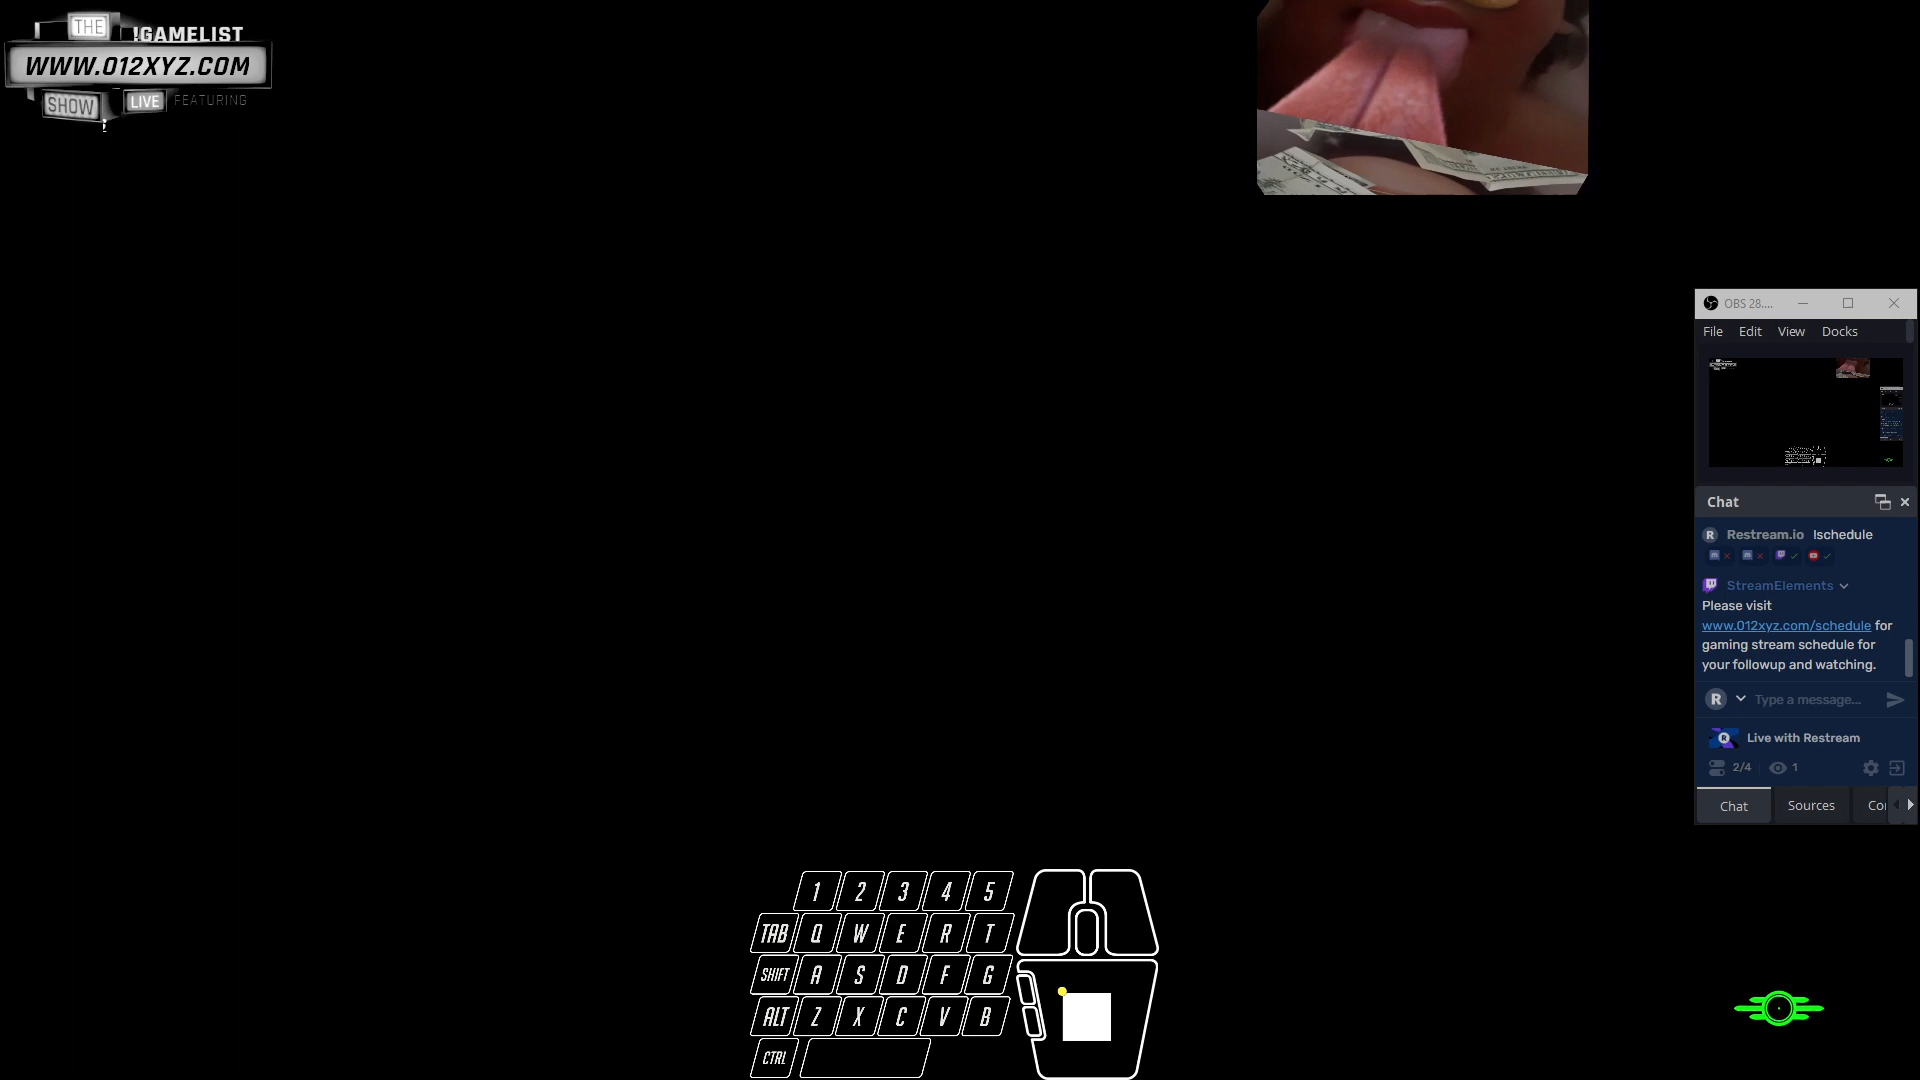 THE
!GAMELIST
WWW.012XYZ.COM
SHOW
LIVE FEATURING
OBS 28....
File Edit View Docks
Chat
R Restream.io !schedule
StreamElements
Please visit
www.012xyz.com/schedule for
gaming stream schedule for
your followup and watching.
R Type a message...
R Live with Restream
2/4 1
Chat Sources Co
1 2 3 4 5
TAB Q W E R T
SHIFT A S D F G
ALT Z X C V B
CTRL